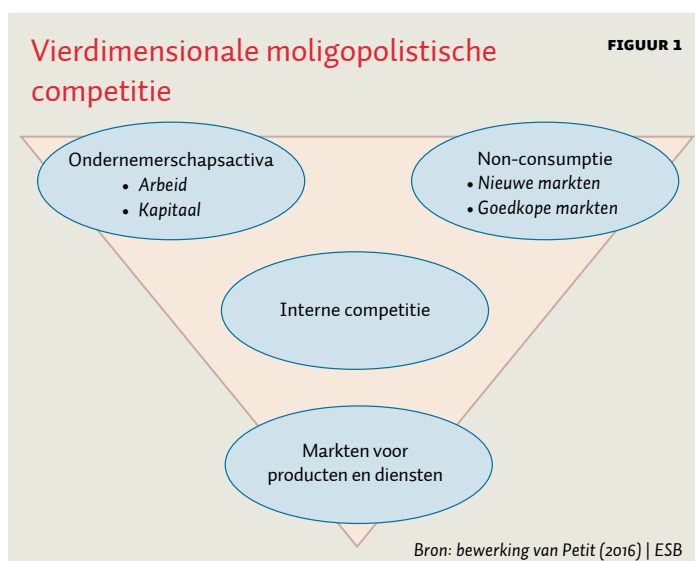 Vierdimensionale moligopolistische
competitie
FIGUUR 1
Ondernemerschapsactiva
• Arbeid
• Kapitaal
Non-consumptie
• Nieuwe markten
• Goedkope markten
Interne competitie
Markten voor
producten en diensten
Bron: bewerking van Petit (2016) | ESB